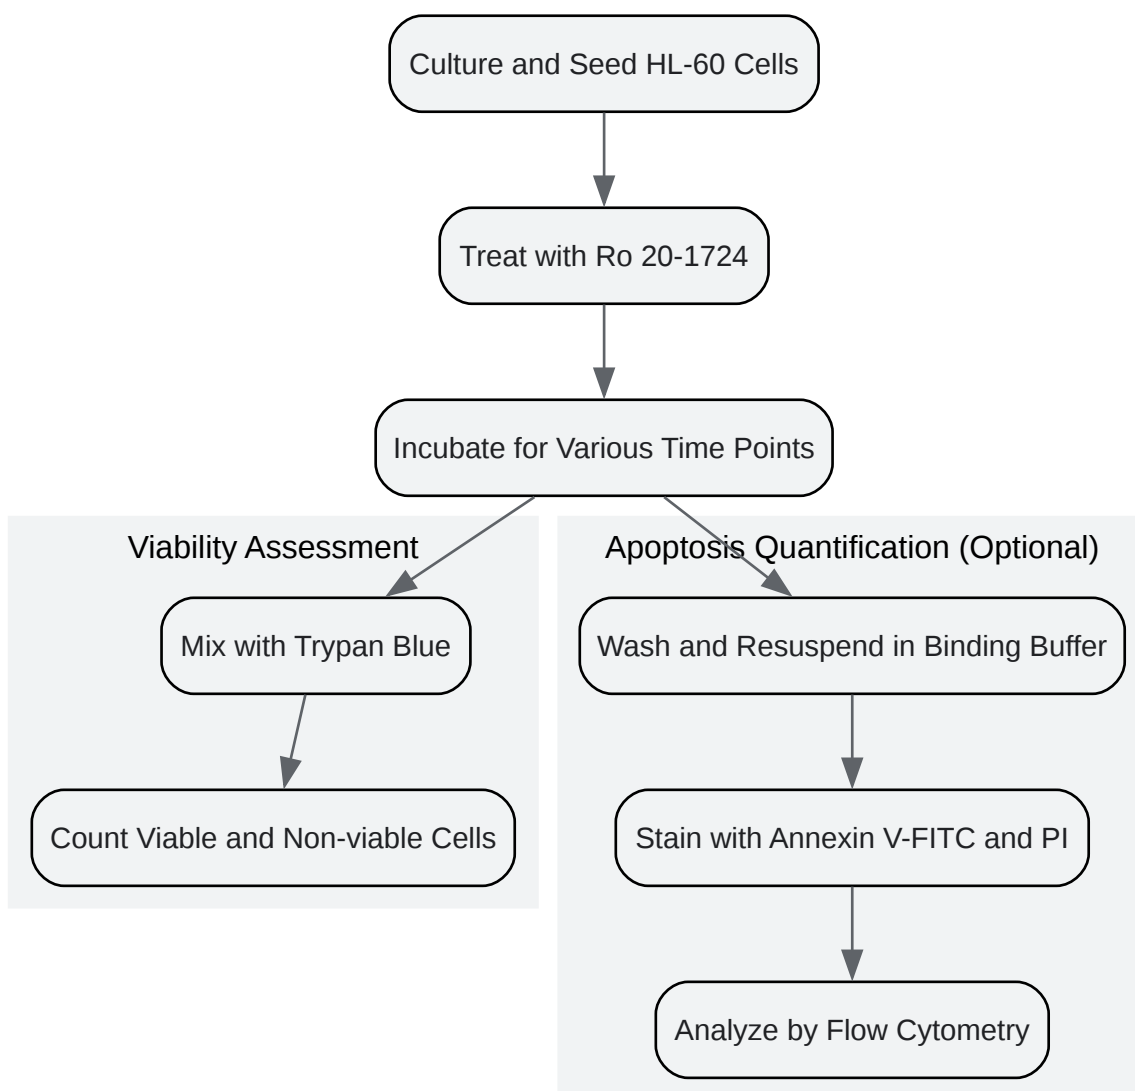 Culture and Seed HL-60 Cells
Treat with Ro 20-1724
Incubate for Various Time Points
Viability Assessment
Mix with Trypan Blue
Count Viable and Non-viable Cells
Apoptosis Quantification (Optional)
Wash and Resuspend in Binding Buffer
Stain with Annexin V-FITC and PI
Analyze by Flow Cytometry